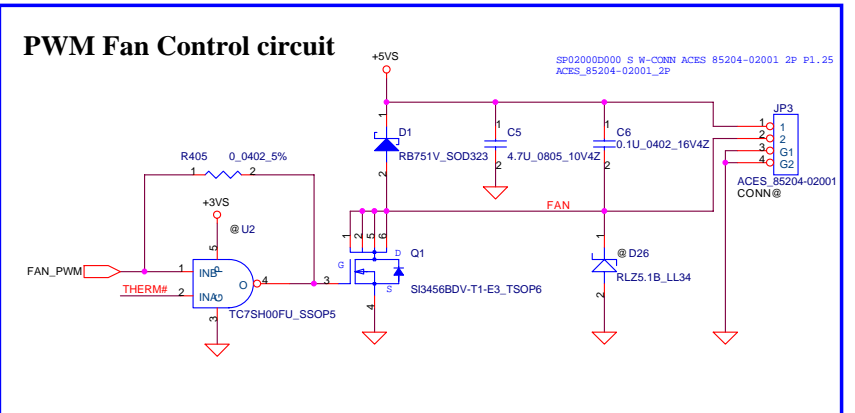 PWM Fan Control circuit
+5VS
SP02000D000 S W-CONN ACES 85204-02001 2P P1.25
ACES_85204-02001_2P
JP3
1 1
2 2
3 G1
4 G2
ACES_85204-02001
CONN@
1
D1
RB751V_SOD323
2
1
C5
4.7U_0805_10V4Z
2
1
C6
0.1U_0402_16V4Z
2
R405 0_0402_5%
1 2
+3VS
@ U2
5
FAN_PWM
1 INB P
THERM# 2 INA G
O 4
3
TC7SH00FU_SSOP5
FAN
1 2 5 6
D
Q1
G
3
S
SI3456BDV-T1-E3_TSOP6
4
1
@ D26
RLZ5.1B_LL34
2